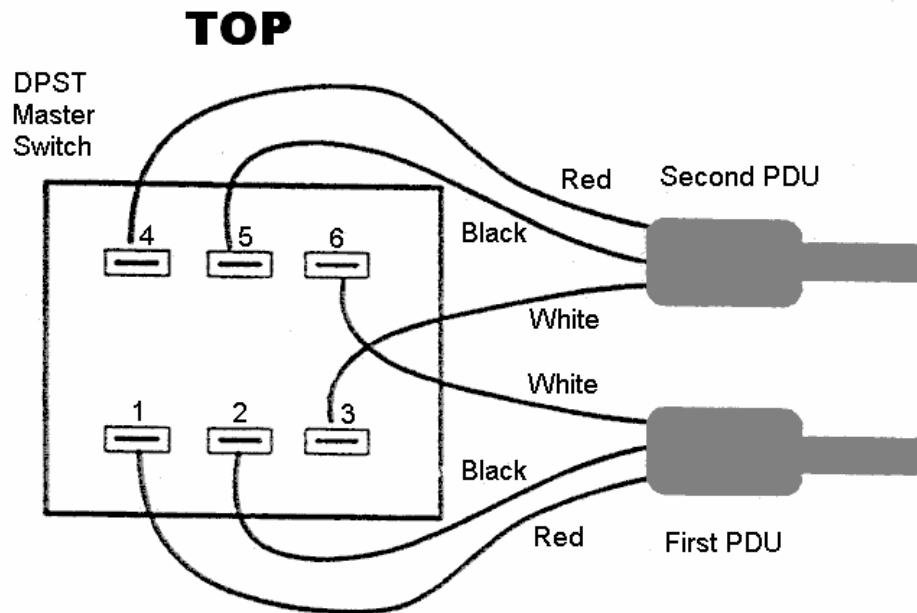 TOP
DPST
Master
Switch
Red
Second PDU
4
5
6
Black
White
White
1
2
3
Black
Red
First PDU